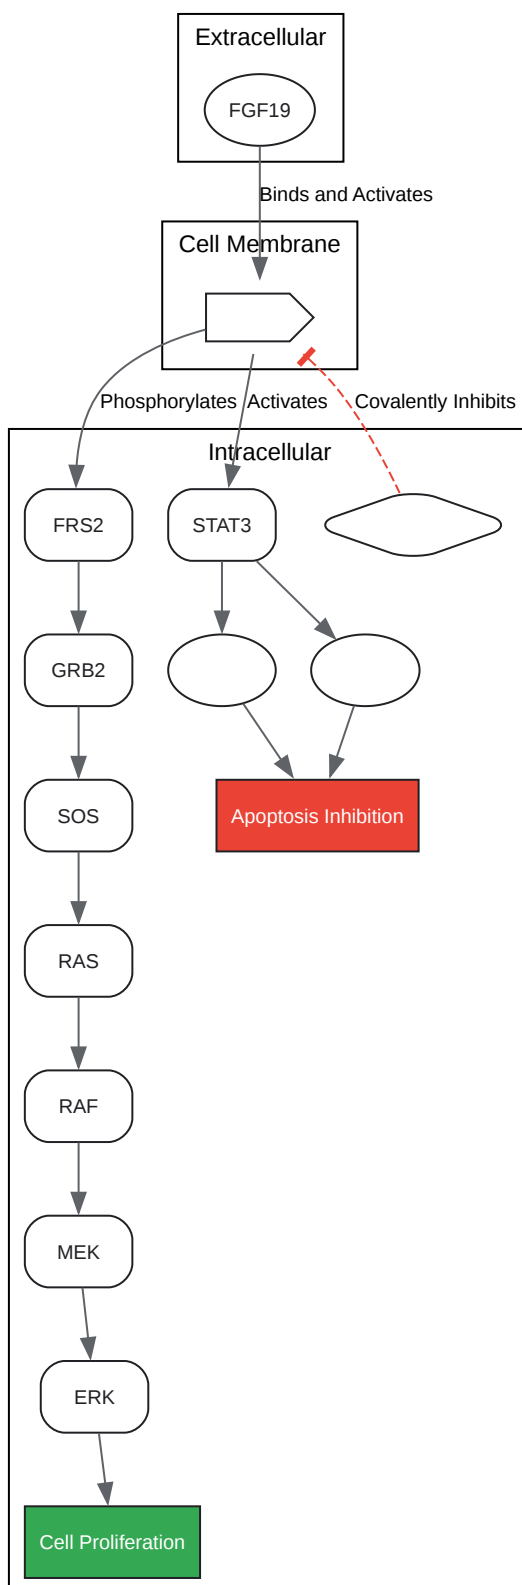 Extracellular
FGF19
Binds and Activates
Cell Membrane
Phosphorylates
Activates
Covalently Inhibits
Intracellular
FRS2
STAT3
GRB2
SOS
Apoptosis Inhibition
RAS
RAF
MEK
ERK
Cell Proliferation